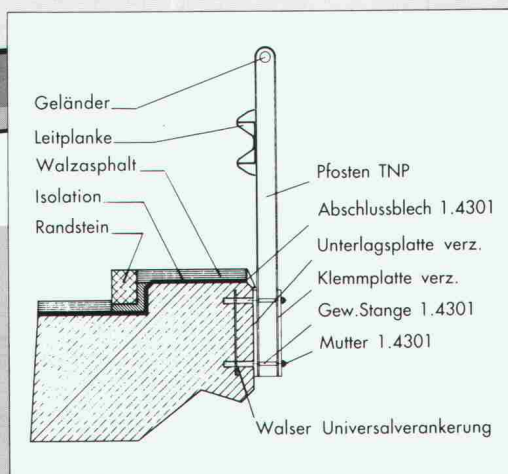 Geländer
Leitplanke
Walzasphalt
Isolation
Randstein
Pfosten TNP
Abschlussblech 1.4301
Unterlagsplatte verz.
Klemmplatte verz.
Gew.Stange 1.4301
Mutter 1.4301
Walser Universalverankerung